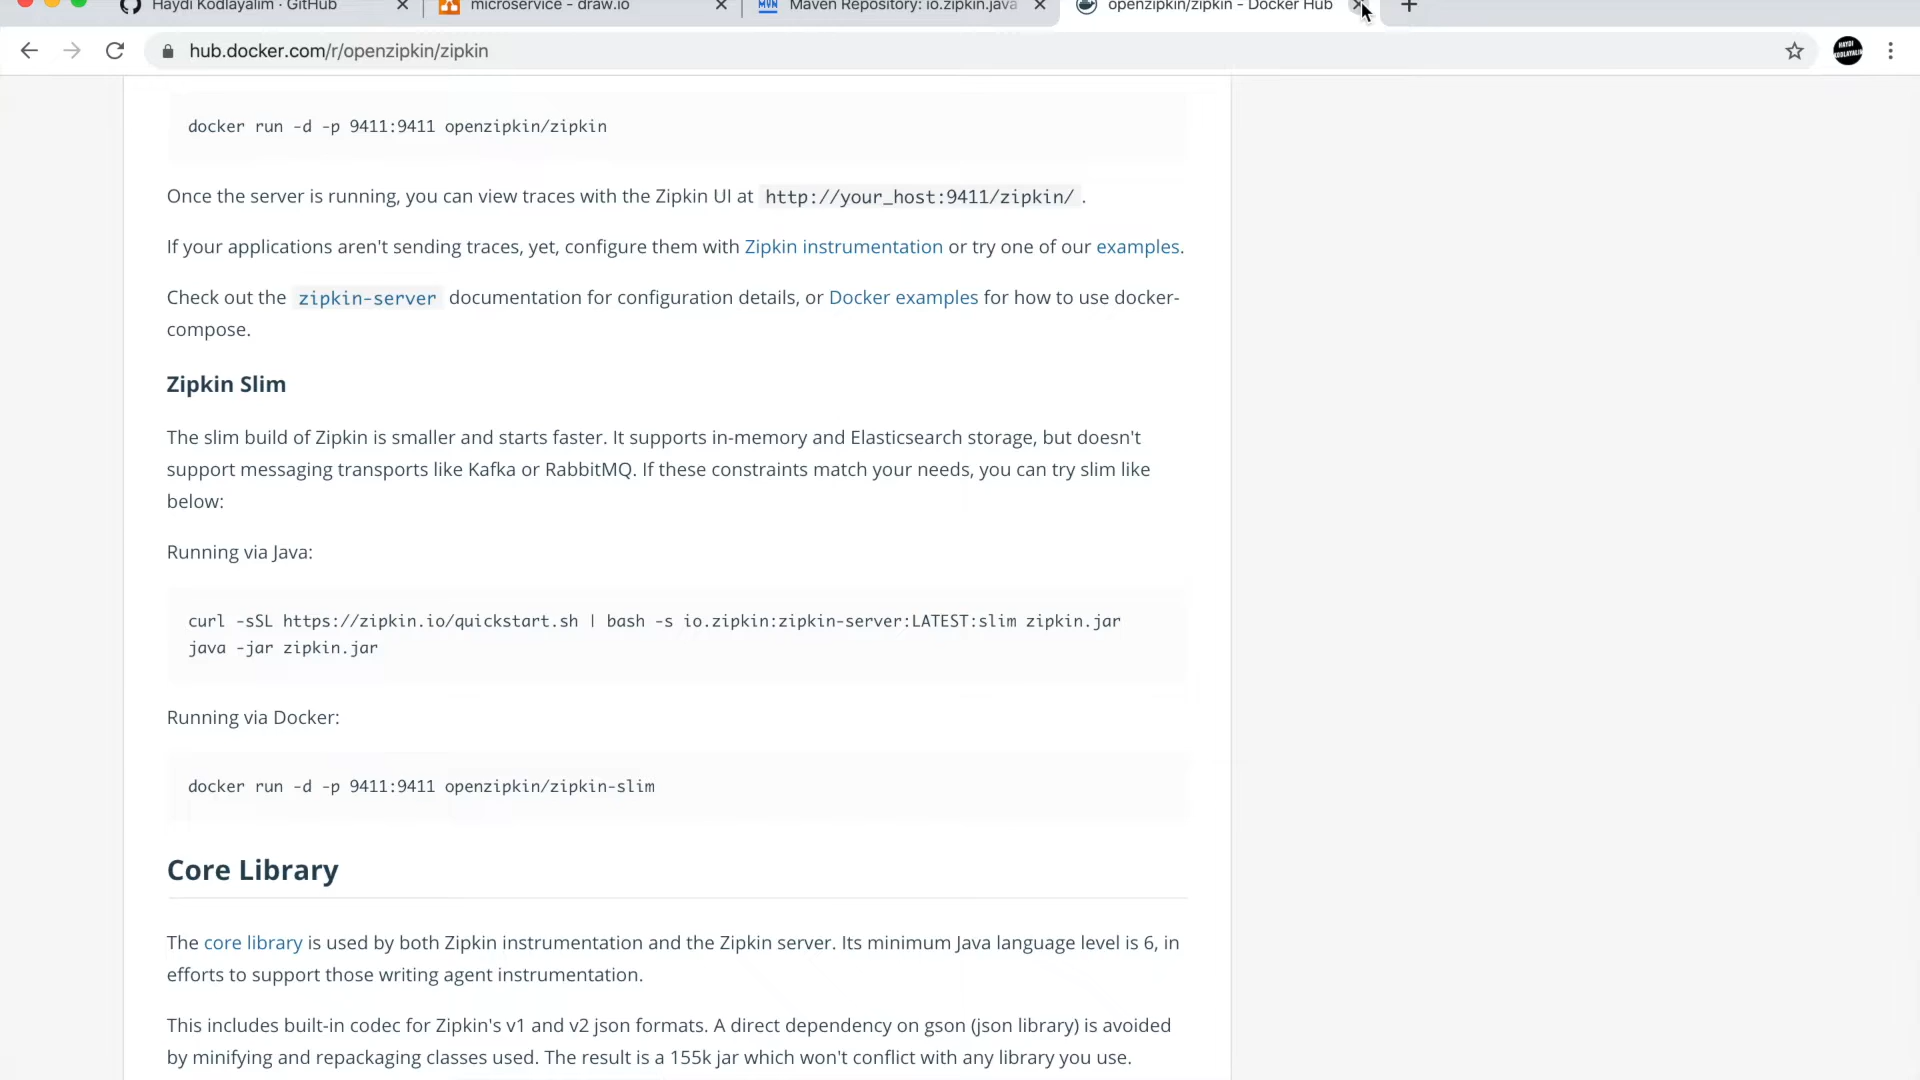 Haydi Kodlayalim · GitHub
microservice - draw.io
Maven Repository: io.zipkin.java
openzipkin/zipkin - Docker Hub
hub.docker.com/r/openzipkin/zipkin
docker run -d -p 9411:9411 openzipkin/zipkin
Once the server is running, you can view traces with the Zipkin UI at http://your_host:9411/zipkin/ .
If your applications aren't sending traces, yet, configure them with Zipkin instrumentation or try one of our examples.
Check out the zipkin-server documentation for configuration details, or Docker examples for how to use docker-
compose.
Zipkin Slim
The slim build of Zipkin is smaller and starts faster. It supports in-memory and Elasticsearch storage, but doesn't
support messaging transports like Kafka or RabbitMQ. If these constraints match your needs, you can try slim like
below:
Running via Java:
curl -sSL https://zipkin.io/quickstart.sh | bash -s io.zipkin:zipkin-server:LATEST:slim zipkin.jar
java -jar zipkin.jar
Running via Docker:
docker run -d -p 9411:9411 openzipkin/zipkin-slim
Core Library
The core library is used by both Zipkin instrumentation and the Zipkin server. Its minimum Java language level is 6, in
efforts to support those writing agent instrumentation.
This includes built-in codec for Zipkin's v1 and v2 json formats. A direct dependency on gson (json library) is avoided
by minifying and repackaging classes used. The result is a 155k jar which won't conflict with any library you use.